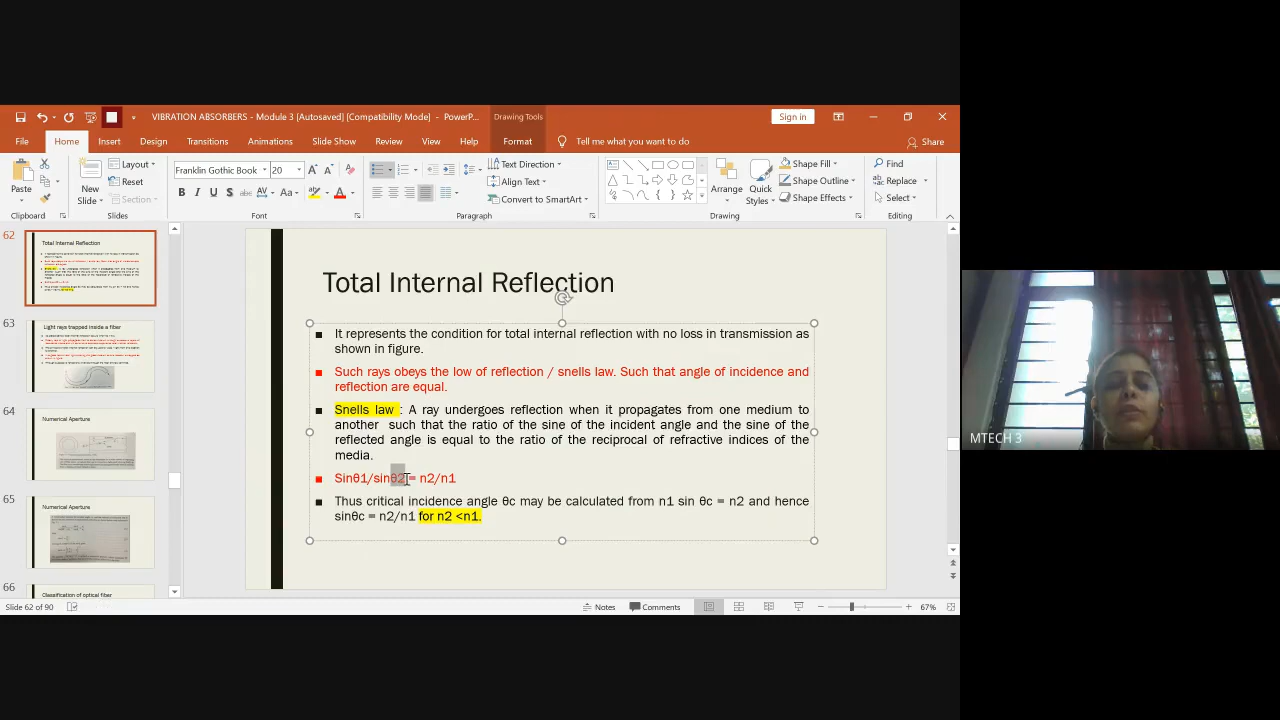 VIBRATION ABSORBERS - Module 3 [Autosaved] [Compatibility Mode] - PowerP...
Drawing Tools
Sign in
File Home Insert Design Transitions Animations Slide Show Review View Help Format Tell me what you want to do Share
Paste
Clipboard
New
Slide
Layout
Reset
Section
Slides
Franklin Gothic Book 20
B I U S abc AV Aa A
Font
Text Direction
Align Text
Convert to SmartArt
Paragraph
Arrange
Quick
Styles
Shape Fill
Shape Outline
Shape Effects
Drawing
Find
Replace
Select
Editing
62
Total Internal Reflection
63
Light rays trapped inside a fiber
64
Numerical Aperture
65
Numerical Aperture
66
Classification of optical fiber
Total Internal Reflection
It represents the condition for total internal reflection with no loss in transmission as
shown in figure.
Such rays obeys the low of reflection / snells law. Such that angle of incidence and
reflection are equal.
Snells law : A ray undergoes reflection when it propagates from one medium to
another such that the ratio of the sine of the incident angle and the sine of the
reflected angle is equal to the ratio of the reciprocal of refractive indices of the
media.
Sinθ1/sinθ2 = n2/n1
Thus critical incidence angle θc may be calculated from n1 sin θc = n2 and hence
sinθc = n2/n1 for n2 <n1.
MTECH 3
Slide 62 of 90
Notes
Comments
67%